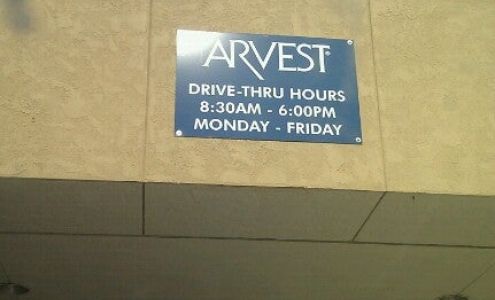 ARVEST®
DRIVE-THRU HOURS
8:30AM - 6:00PM
MONDAY - FRIDAY